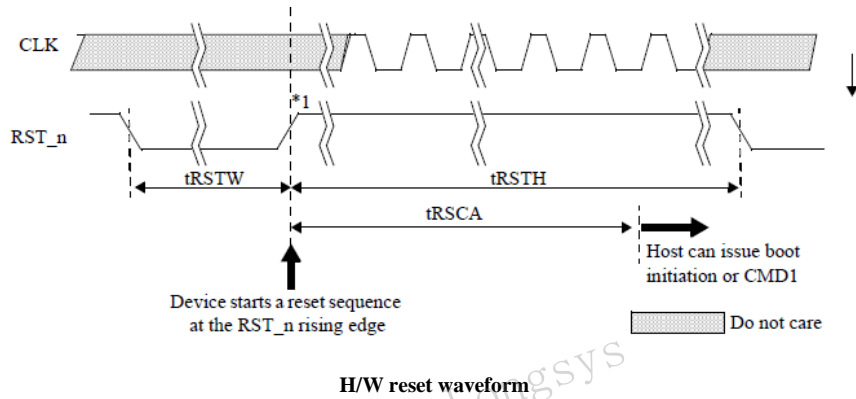 CLK
*1
RST_n
tRSTW
tRSTH
tRSCA
Host can issue boot
initiation or CMD1
Device starts a reset sequence
at the RST_n rising edge
Do not care
H/W reset waveform